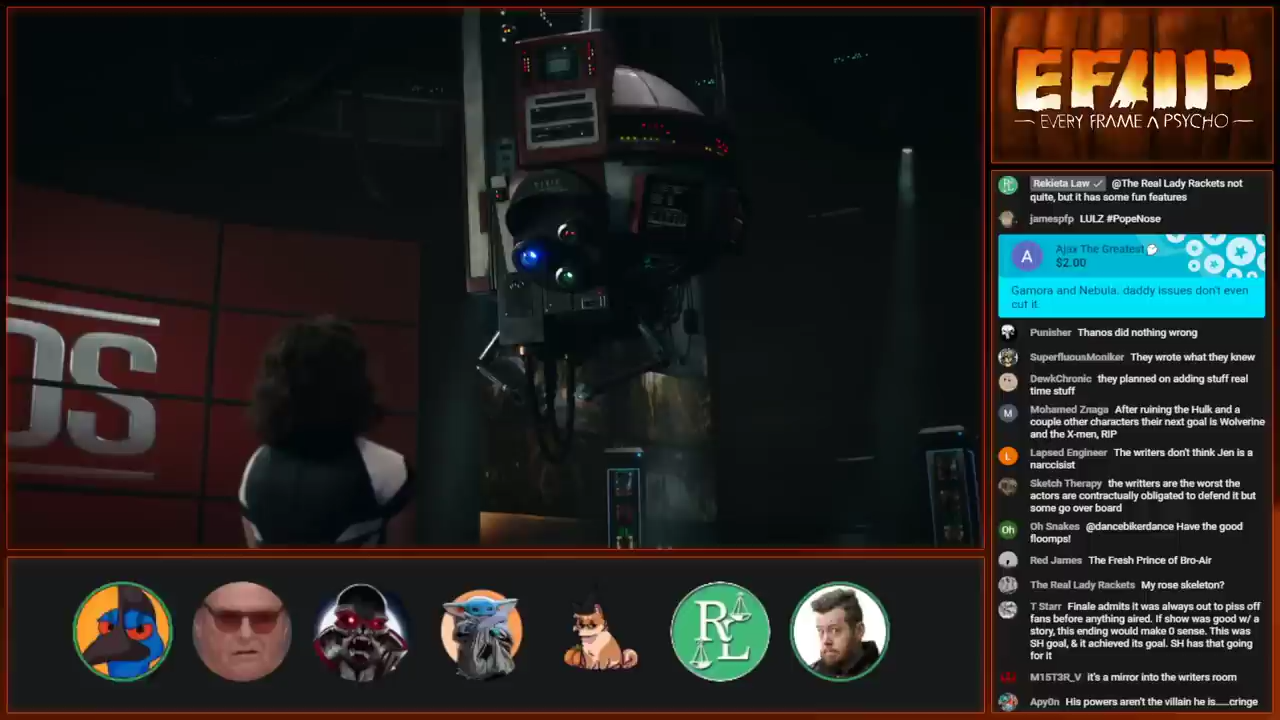 OS
EFAP
EVERY FRAME A PSYCHO
Rekieta Law ✓ @The Real Lady Rackets not
quite, but it has some fun features
jamespfp LULZ #PopeNose
A
Ajax The Greatest
$2.00
Gamora and Nebula. daddy issues don't even
cut it.
Punisher Thanos did nothing wrong
SuperfluousMoniker They wrote what they knew
DewkChronic they planned on adding stuff real
time stuff
M
Mohamed Znaga After ruining the Hulk and a
couple other characters their next goal is Wolverine
and the X-men, RIP
L
Lapsed Engineer The writers don't think Jen is a
narccisist
Sketch Therapy the writters are the worst the
actors are contractually obligated to defend it but
some go over board
Oh
Oh Snakes @dancebikerdance Have the good
floomps!
Red James The Fresh Prince of Bro-Air
The Real Lady Rackets My rose skeleton?
T Starr Finale admits it was always out to piss off
fans before anything aired. If show was good w/ a
story, this ending would make 0 sense. This was
SH goal, & it achieved its goal. SH has that going
for it
M15T3R_V it's a mirror into the writers room
Apy0n His powers aren't the villain he is.....cringe
RL